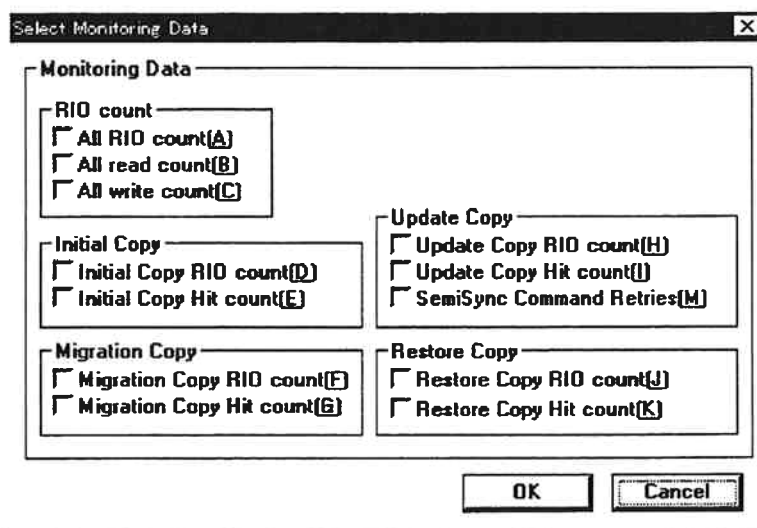 Select Monitoring Data
Monitoring Data
RIO count
All RIO count(A)
All read count(B)
All write count(C)
Initial Copy
Initial Copy RIO count(D)
Initial Copy Hit count(E)
Update Copy
Update Copy RIO count(H)
Update Copy Hit count(I)
SemiSync Command Retries(M)
Migration Copy
Migration Copy RIO count(F)
Migration Copy Hit count(G)
Restore Copy
Restore Copy RIO count(J)
Restore Copy Hit count(K)
OK
Cancel